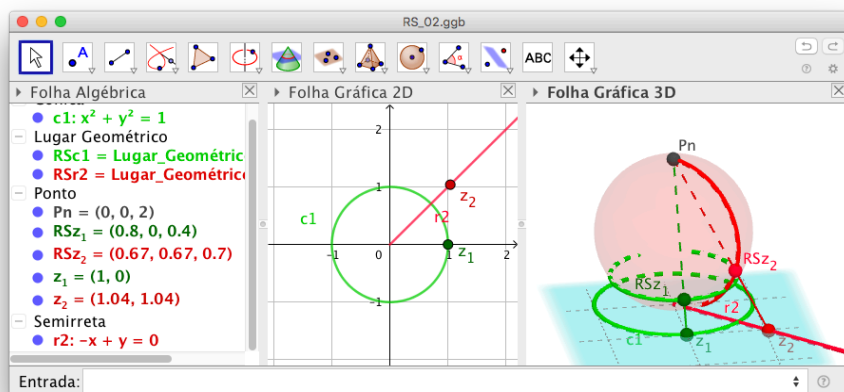 RS_02.ggb
A
ABC
Folha Algébrica
Folha Gráfica 2D
Folha Gráfica 3D
c1: x² + y² = 1
Lugar Geométrico
RSc1 = Lugar_Geométric
RSr2 = Lugar_Geométric
Ponto
Pn = (0, 0, 2)
RSz₁ = (0.8, 0, 0.4)
RSz₂ = (0.67, 0.67, 0.7)
z₁ = (1, 0)
z₂ = (1.04, 1.04)
Semirreta
r2: -x + y = 0
2
1
z₂
c1
r2
-1
0
1
2
z₁
-1
Pn
RSz₂
RSz₁
r2
c1
z₁
z₂
Entrada: